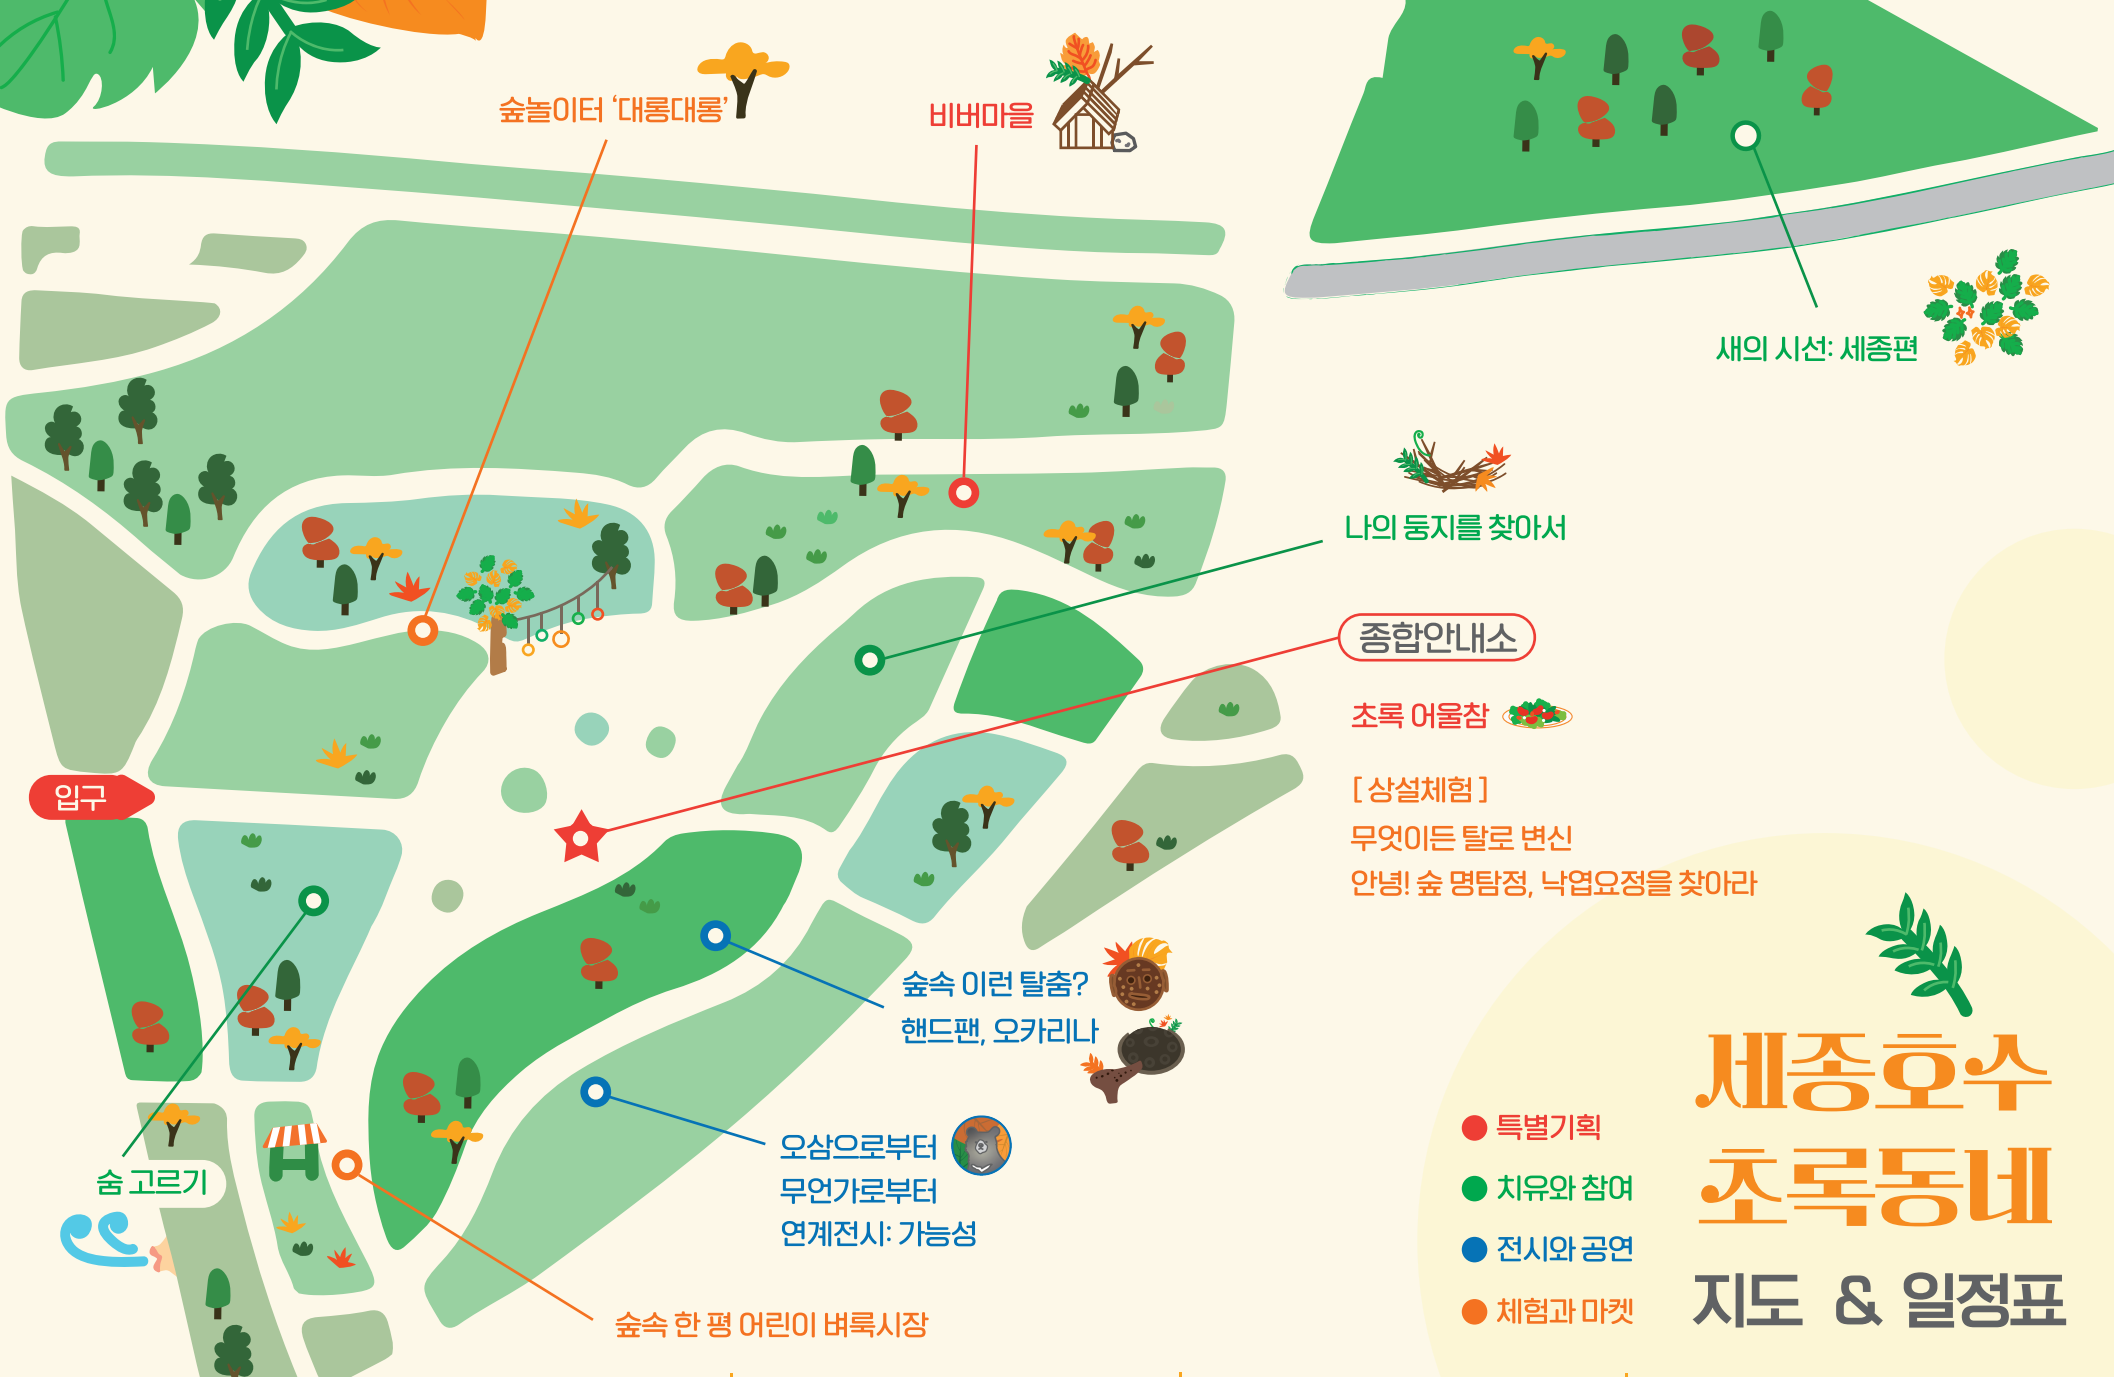 숲놀이터 ‘대롱대롱’
비버마을
새의 시선: 세종편
나의 둥지를 찾아서
종합안내소
초록 어울참
[ 상설체험 ]
무엇이든 탈로 변신
안녕! 숲 명탐정, 낙엽요정을 찾아라
입구
숲속 이런 탈춤?
핸드팬, 오카리나
오삼으로부터
무언가로부터
연계전시: 가능성
숨 고르기
숲속 한 평 어린이 벼룩시장
특별기획
치유와 참여
전시와 공연
체험과 마켓
세종호수
초록동네
지도 & 일정표